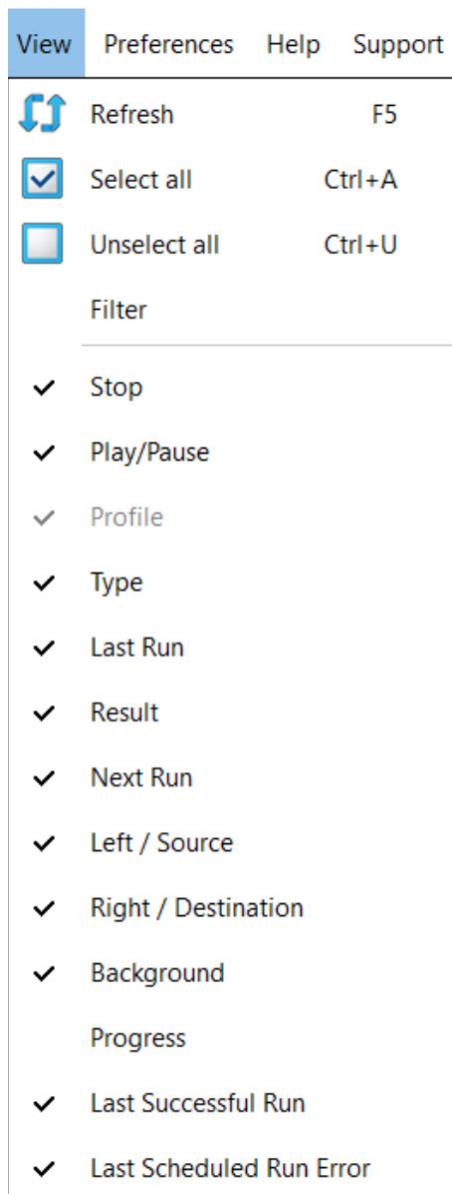 View Preferences Help Support
Refresh F5
Select all Ctrl+A
Unselect all Ctrl+U
Filter
Stop
Play/Pause
Profile
Type
Last Run
Result
Next Run
Left / Source
Right / Destination
Background
Progress
Last Successful Run
Last Scheduled Run Error